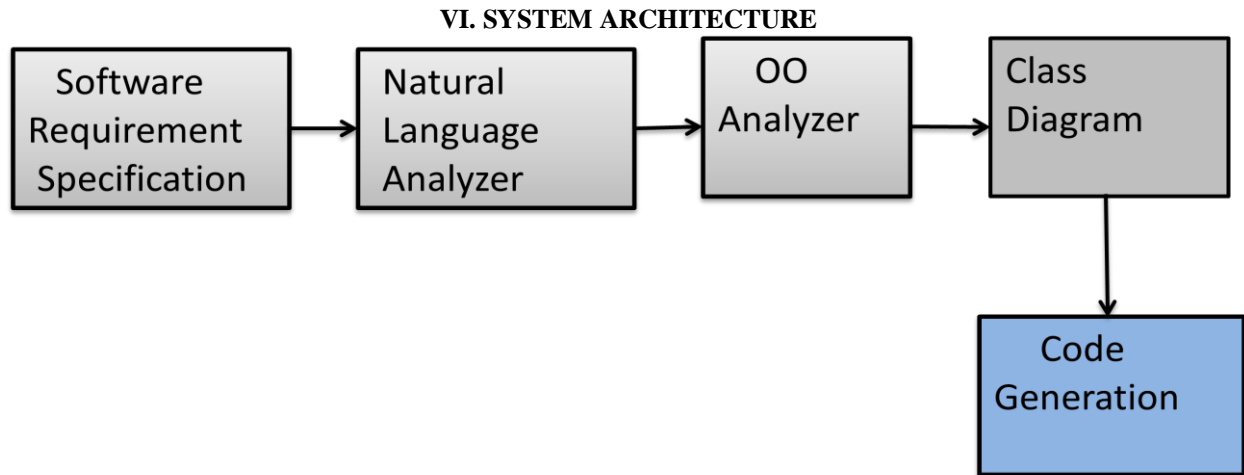 VI. SYSTEM ARCHITECTURE
Software
Requirement
Specification
Natural
Language
Analyzer
OO
Analyzer
Class
Diagram
Code
Generation